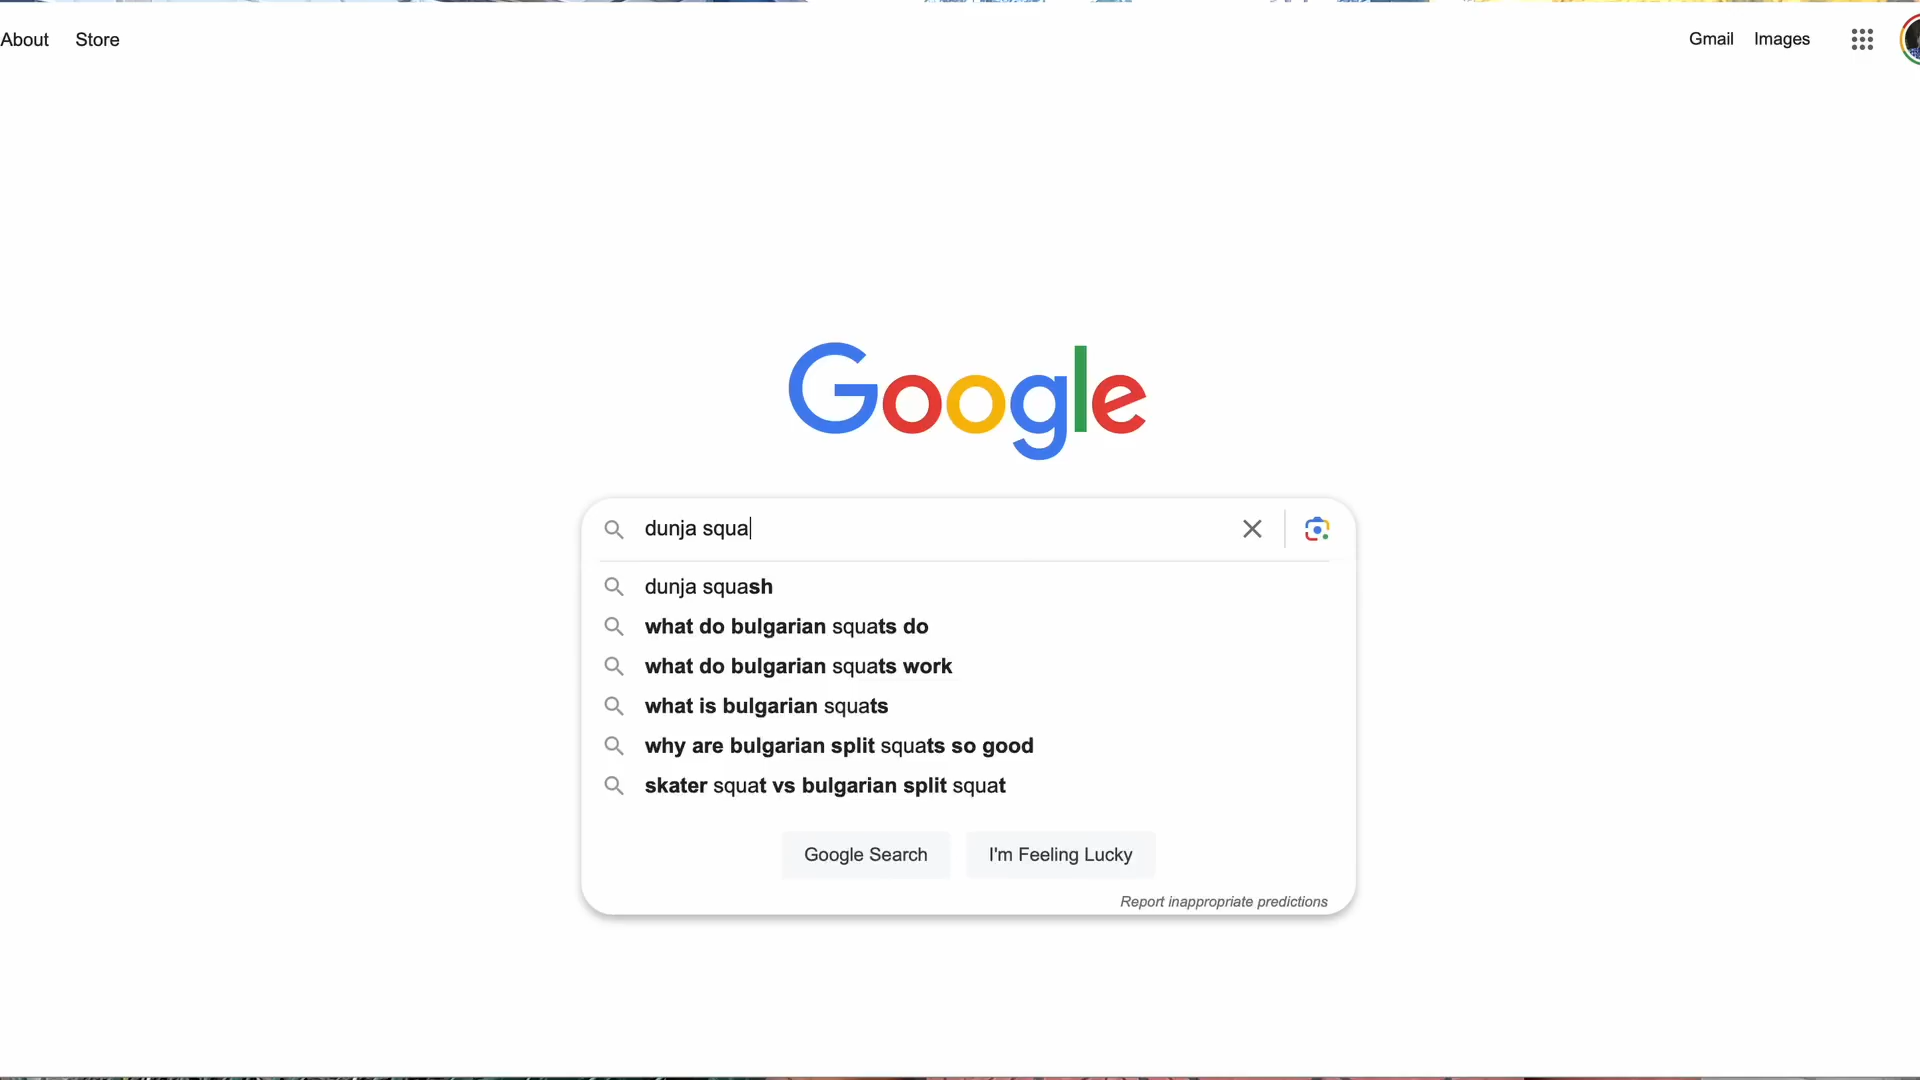 About Store Gmail Images
Google
dunja squa
dunja squash
what do bulgarian squats do
what do bulgarian squats work
what is bulgarian squats
why are bulgarian split squats so good
skater squat vs bulgarian split squat
Google Search I'm Feeling Lucky
Report inappropriate predictions